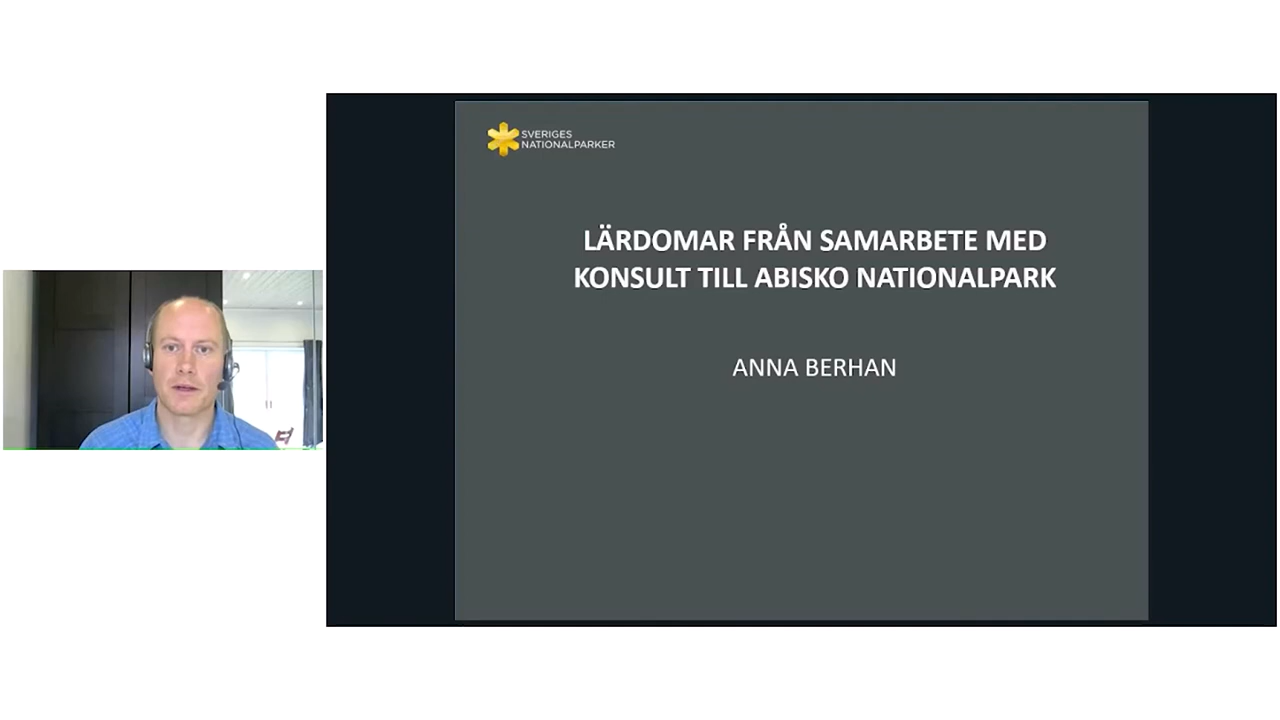 SVERIGES
NATIONALPARKER
LÄRDOMAR FRÅN SAMARBETE MED
KONSULT TILL ABISKO NATIONALPARK
ANNA BERHAN